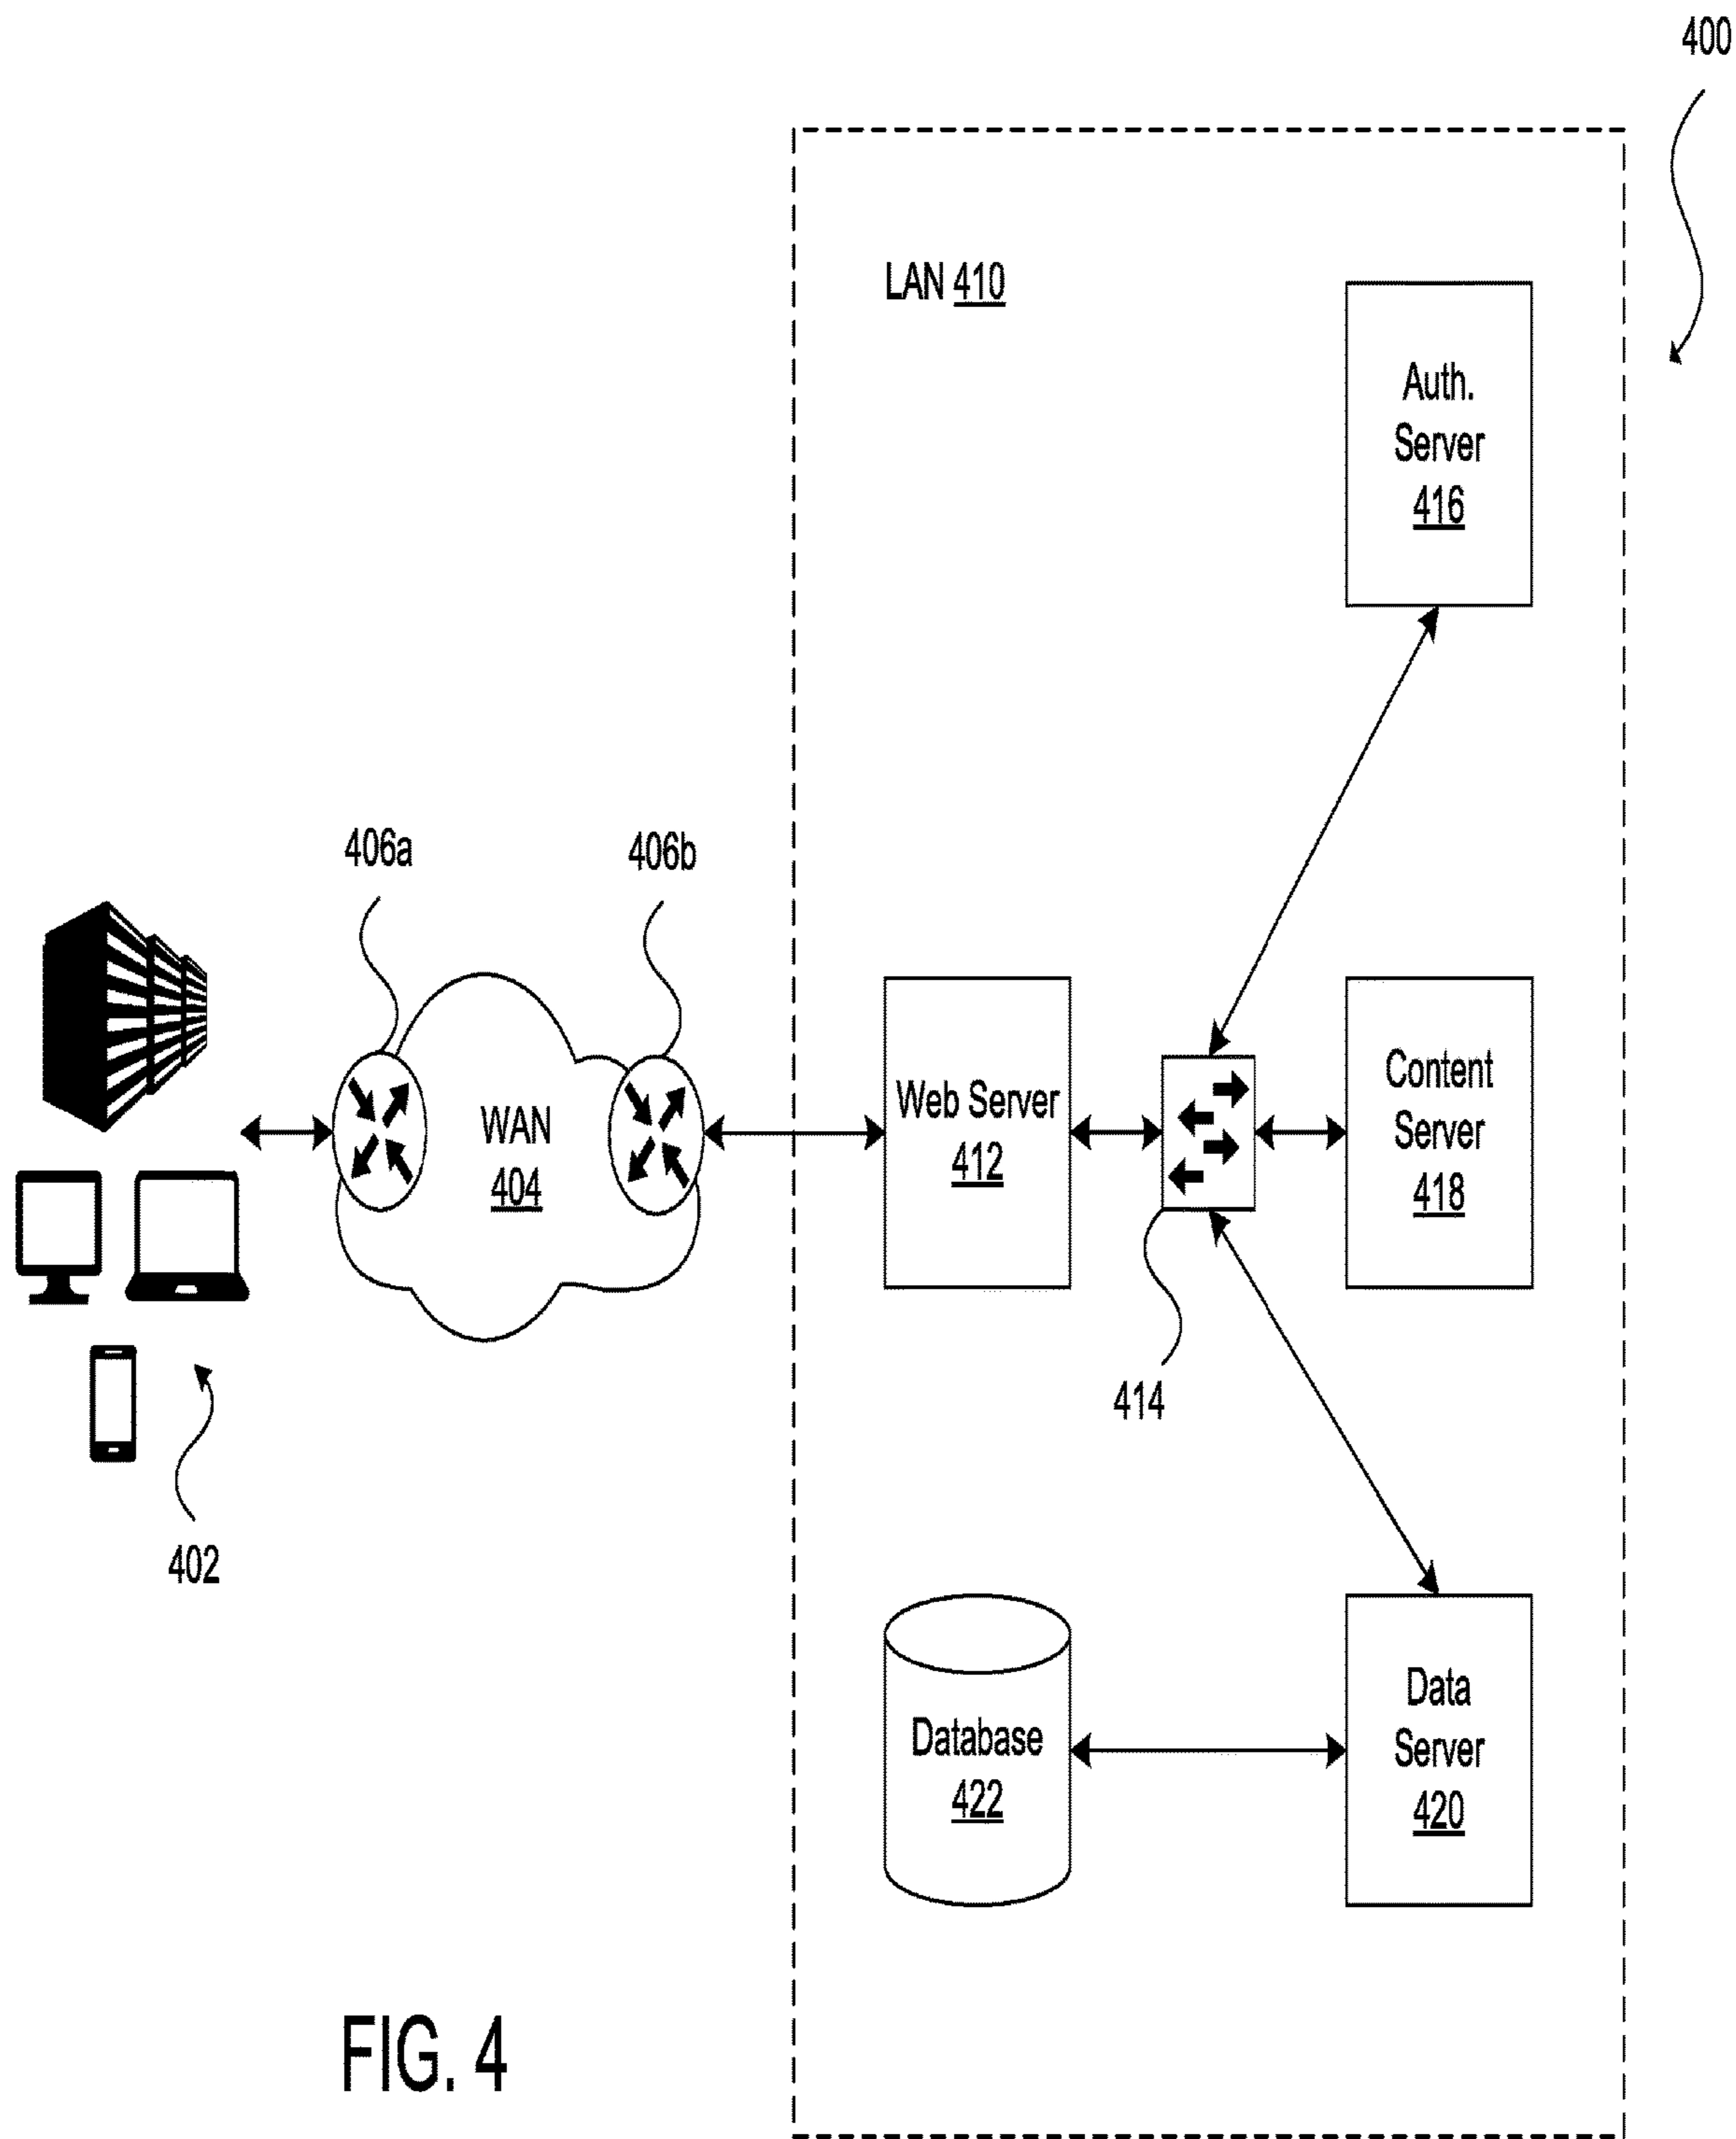 400
LAN 410
Auth.
Server
416
406a
406b
WAN
404
Web Server
412
Content
Server
418
414
402
Database
422
Data
Server
420
FIG. 4